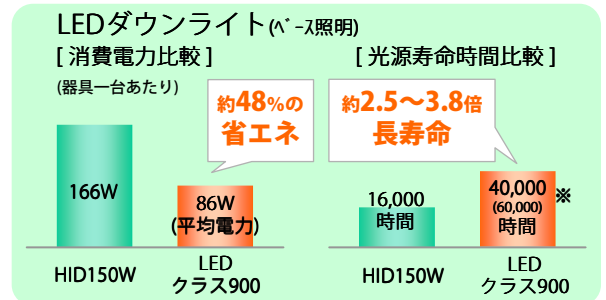 LEDダウンライト(ﾍﾞｰｽ照明)
[ 消費電力比較 ]
(器具一台あたり)
約48%の
省エネ
166W
86W
(平均電力)
HID150W
LED
クラス900
[ 光源寿命時間比較 ]
約2.5〜3.8倍
長寿命
16,000
時間
40,000
(60,000)
時間
※
HID150W
LED
クラス900